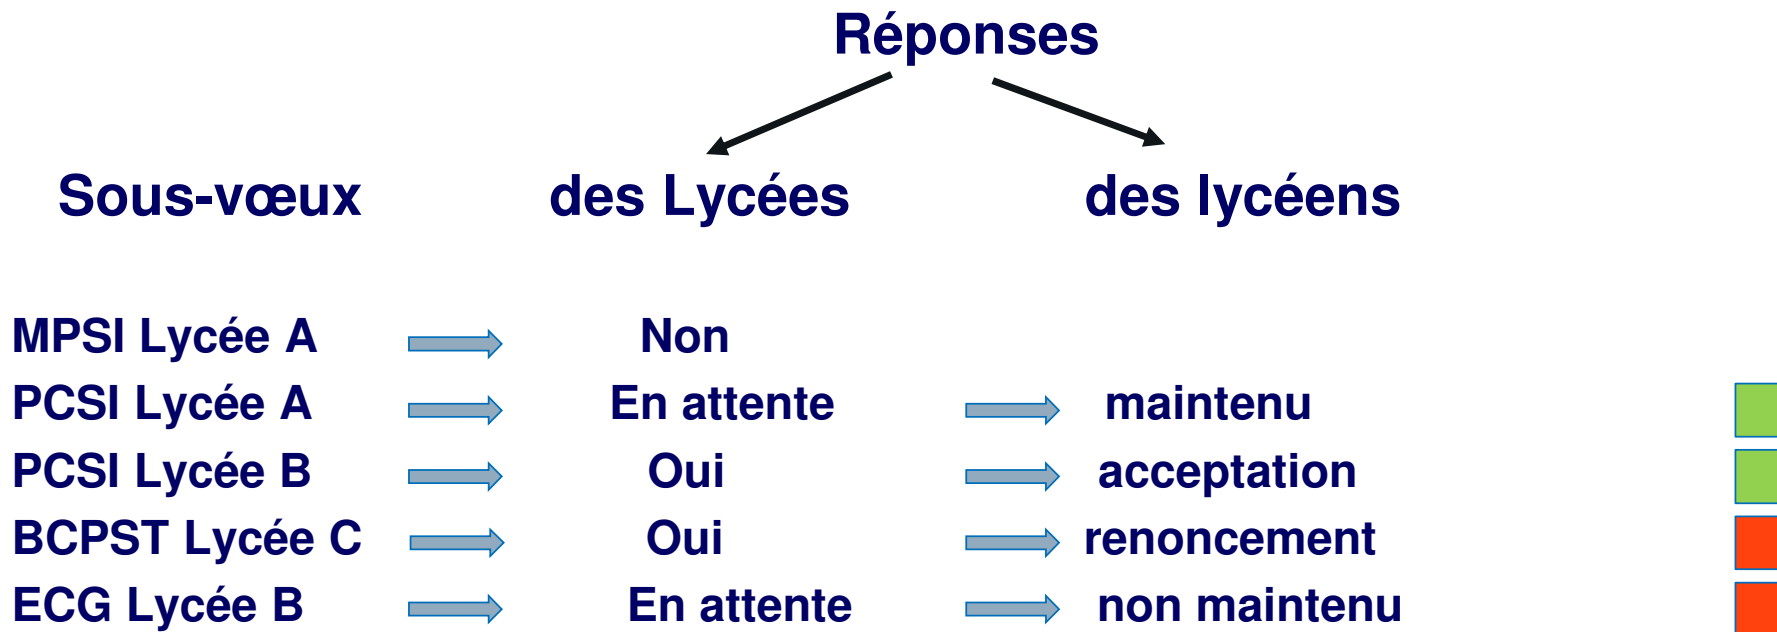 Réponses
Sous-vœux des Lycées des lycéens
MPSI Lycée A Non
PCSI Lycée A En attente maintenu
PCSI Lycée B Oui acceptation
BCPST Lycée C Oui renoncement
ECG Lycée B En attente non maintenu